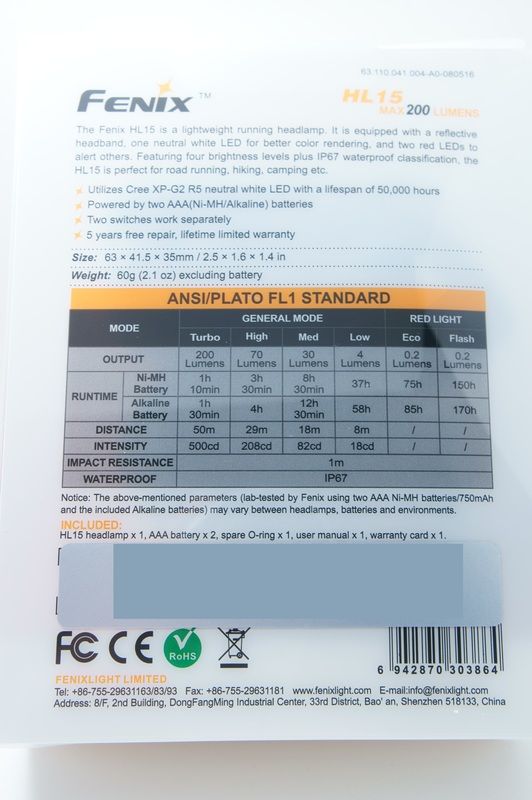 63.110.041.004-A0-080516
FENIX™
HL15
MAX 200 LUMENS
The Fenix HL15 is a lightweight running headlamp. It is equipped with a reflective
headband, one neutral white LED for better color rendering, and two red LEDs to
alert others. Featuring four brightness levels plus IP67 waterproof classification, the
HL15 is perfect for road running, hiking, camping etc.
Utilizes Cree XP-G2 R5 neutral white LED with a lifespan of 50,000 hours
Powered by two AAA(Ni-MH/Alkaline) batteries
Two switches work separately
5 years free repair, lifetime limited warranty
Size: 63 × 41.5 × 35mm / 2.5 × 1.6 × 1.4 in
Weight: 60g (2.1 oz) excluding battery
ANSI/PLATO FL1 STANDARD
MODE GENERAL MODE RED LIGHT
Turbo High Med Low Eco Flash
OUTPUT 200 Lumens 70 Lumens 30 Lumens 4 Lumens 0.2 Lumens 0.2 Lumens
RUNTIME Ni-MH Battery 1h 10min 3h 30min 8h 30min 37h 75h 150h
Alkaline Battery 1h 30min 4h 12h 30min 58h 85h 170h
DISTANCE 50m 29m 18m 8m / /
INTENSITY 500cd 208cd 82cd 18cd / /
IMPACT RESISTANCE 1m
WATERPROOF IP67
Notice: The above-mentioned parameters (lab-tested by Fenix using two AAA Ni-MH batteries/750mAh
and the included Alkaline batteries) may vary between headlamps, batteries and environments.
INCLUDED:
HL15 headlamp x 1, AAA battery x 2, spare O-ring x 1, user manual x 1, warranty card x 1.
FC CE RoHS
6 942870 303864
FENIXLIGHT LIMITED
Tel: +86-755-29631163/83/93 Fax: +86-755-29631181 www.fenixlight.com E-mail:info@fenixlight.com
Address: 8/F, 2nd Building, DongFangMing Industrial Center, 33rd District, Bao' an, Shenzhen 518133, China